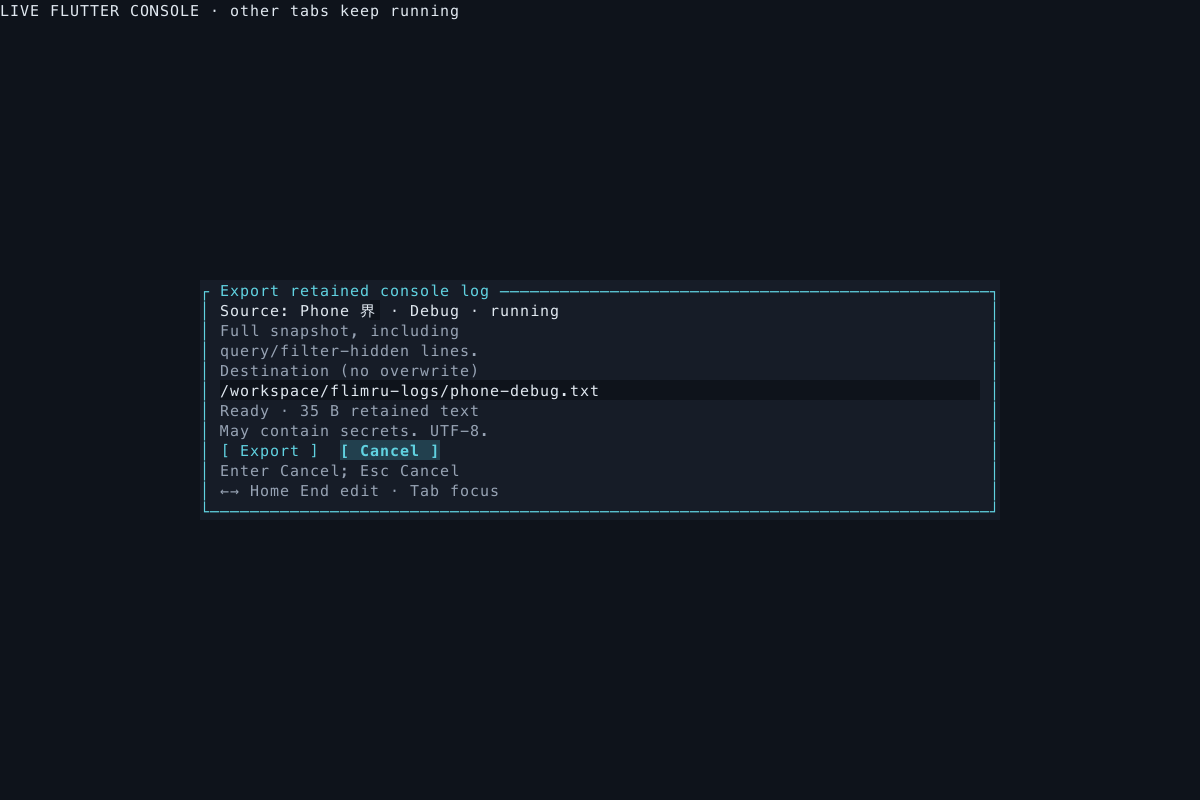 LIVE FLUTTER CONSOLE · other tabs keep running
Export retained console log
Source: Phone 界 · Debug · running
Full snapshot, including
query/filter-hidden lines.
Destination (no overwrite)
/workspace/flimru-logs/phone-debug.txt
Ready · 35 B retained text
May contain secrets. UTF-8.
[ Export ]  [ Cancel ]
Enter Cancel; Esc Cancel
←→ Home End edit · Tab focus